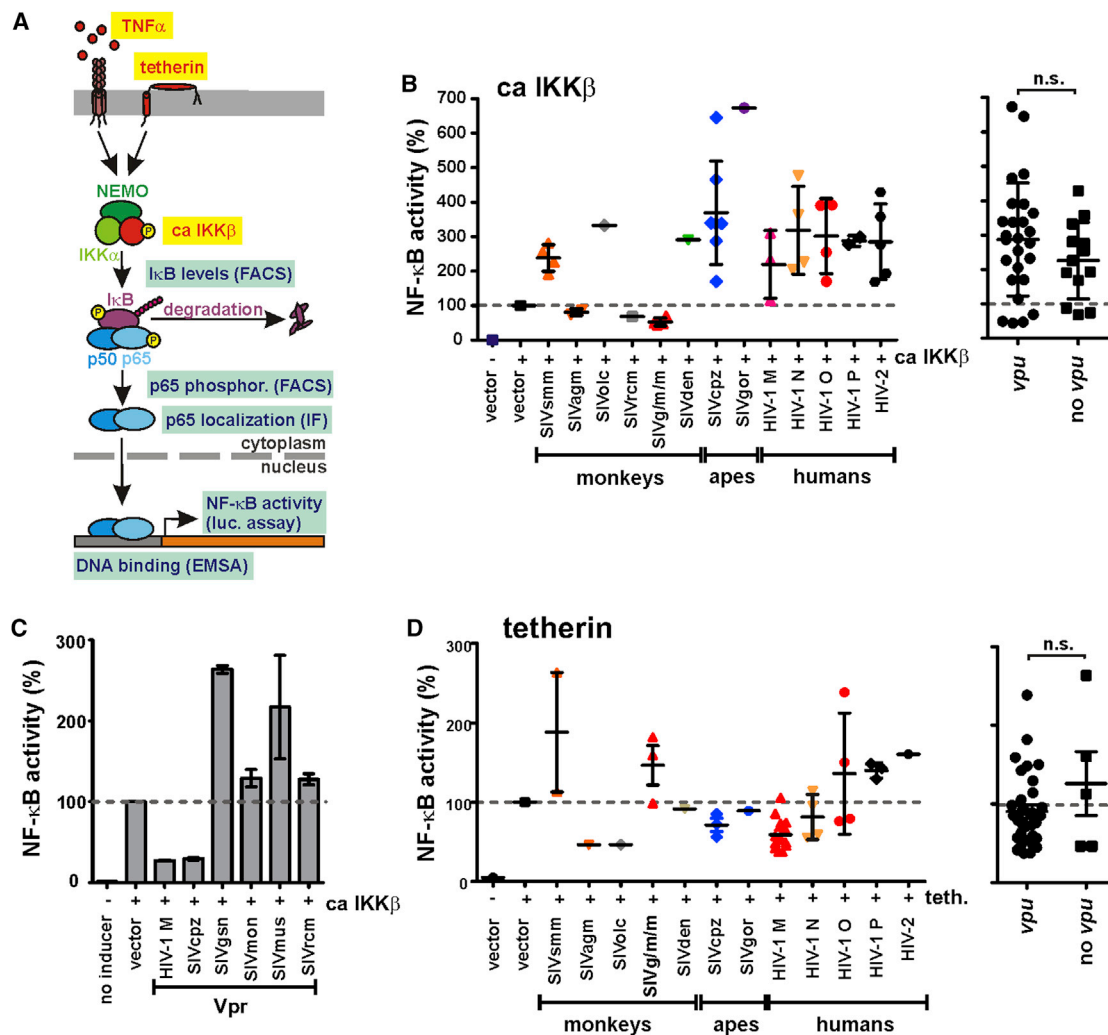 A
TNFα
tetherin
NEMO
P
ca IKKβ
IKKα
IκB levels (FACS)
IκB
P
degradation
P
p50 p65
p65 phosphor. (FACS)
p65 localization (IF)
cytoplasm
nucleus
NF-κB activity
(luc. assay)
DNA binding (EMSA)
B
ca IKKβ
NF-κB activity (%)
700
600
500
400
300
200
100
0
- + + + + + + + + + + + + + + ca IKKβ
vector
vector
SIVsmm
SIVagm
SIVolc
SIVrcm
SIVg/m/m
SIVden
SIVcpz
SIVgor
HIV-1 M
HIV-1 N
HIV-1 O
HIV-1 P
HIV-2
monkeys
apes
humans
n.s.
vpu
no vpu
C
NF-κB activity (%)
300
200
100
0
- + + + + + + + ca IKKβ
no inducer
vector
HIV-1 M
SIVcpz
SIVgsn
SIVmon
SIVmus
SIVrcm
Vpr
D
tetherin
NF-κB activity (%)
300
200
100
0
- + + + + + + + + + + + + + teth.
vector
vector
SIVsmm
SIVagm
SIVolc
SIVg/m/m
SIVden
SIVcpz
SIVgor
HIV-1 M
HIV-1 N
HIV-1 O
HIV-1 P
HIV-2
monkeys
apes
humans
n.s.
vpu
no vpu